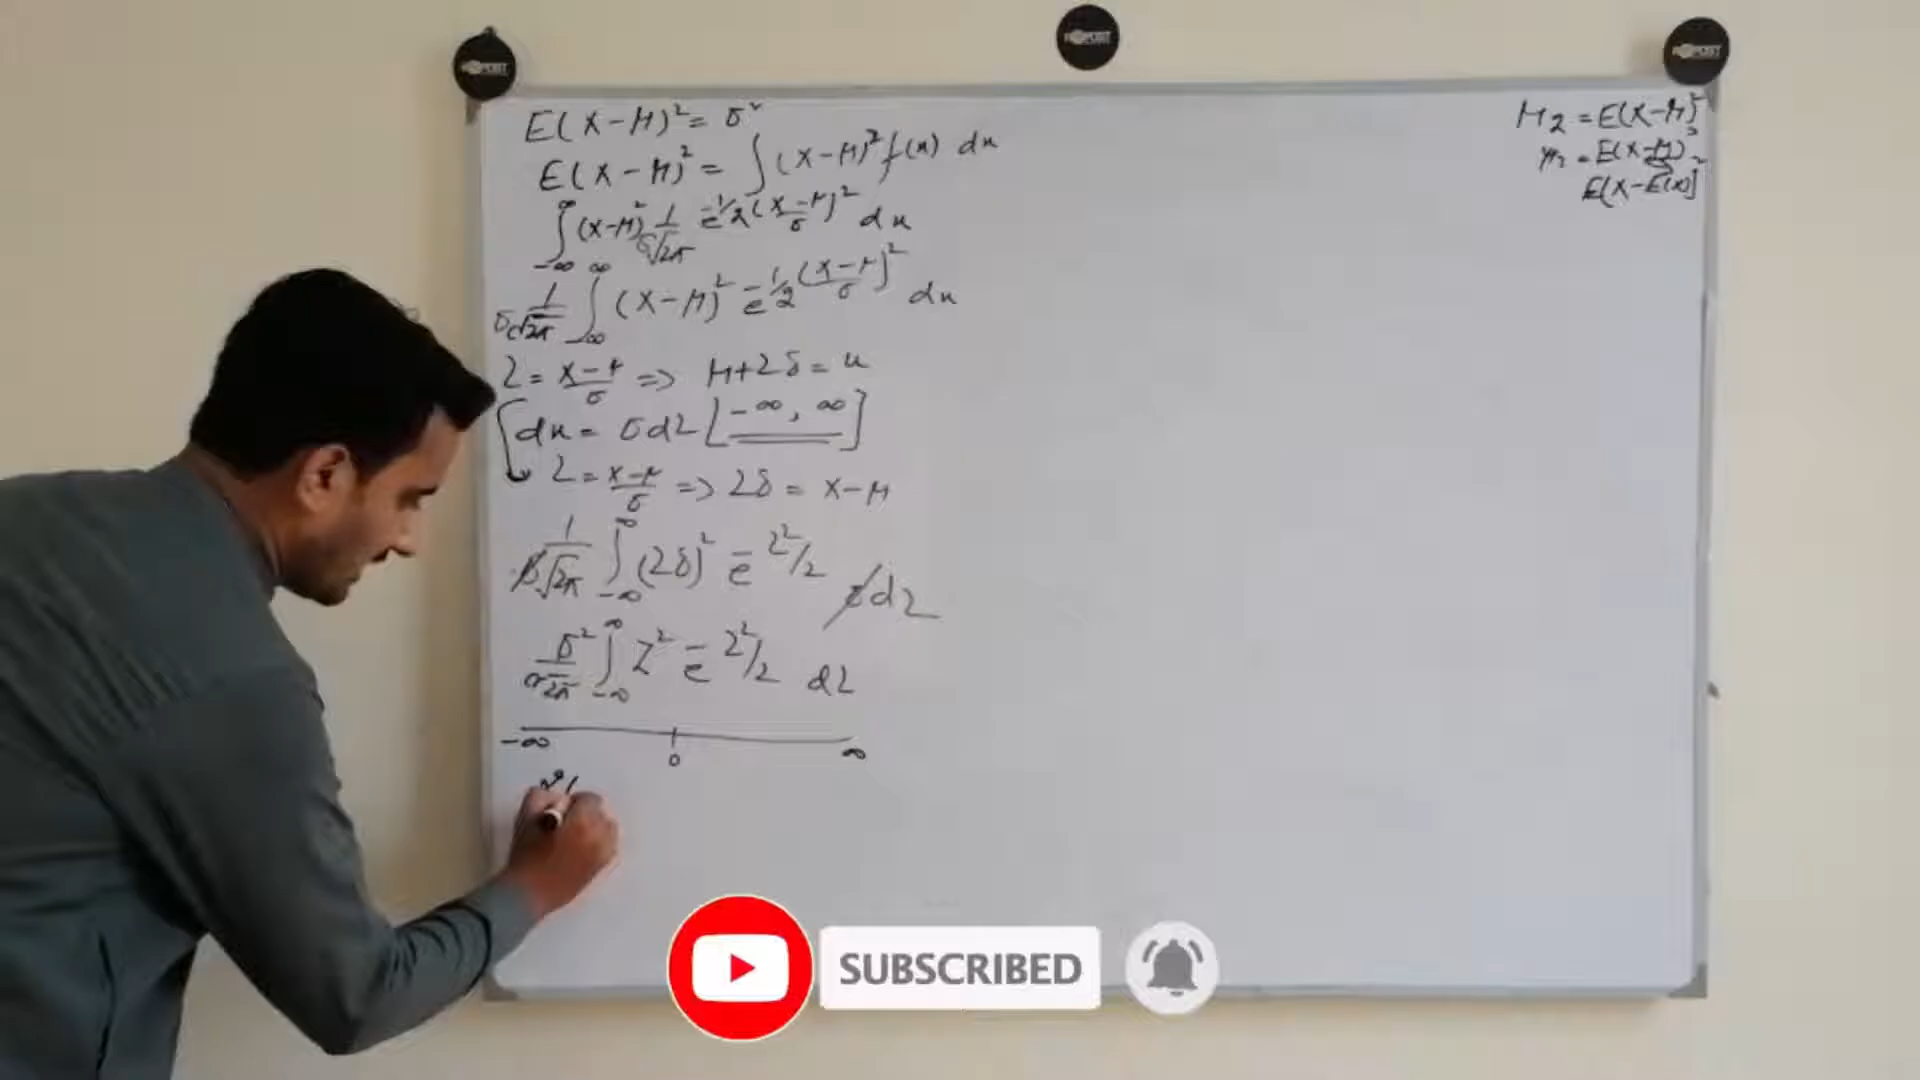 E(X-μ)² = σ²
E(X-μ)² = ∫(X-μ)² f(x) dx
∫_{-∞}^{∞} (X-μ)² 1/σ√2π e^{-1/2(X-μ/σ)²} dx
1/σ√2π ∫_{-∞}^{∞} (X-μ)² e^{-1/2(X-μ/σ)²} dx
Z = X-μ/σ => μ+Zσ = x
dx = σdZ [-∞, ∞]
Z = X-μ/σ => Zσ = X-μ
1/σ√2π ∫_{-∞}^{∞} (Zσ)² e^{-Z²/2} σdZ
σ²/√2π ∫_{-∞}^{∞} Z² e^{-Z²/2} dZ
-∞ 0 ∞
μ₂ = E(X-μ)²
E[X-E(X)]²
SUBSCRIBED